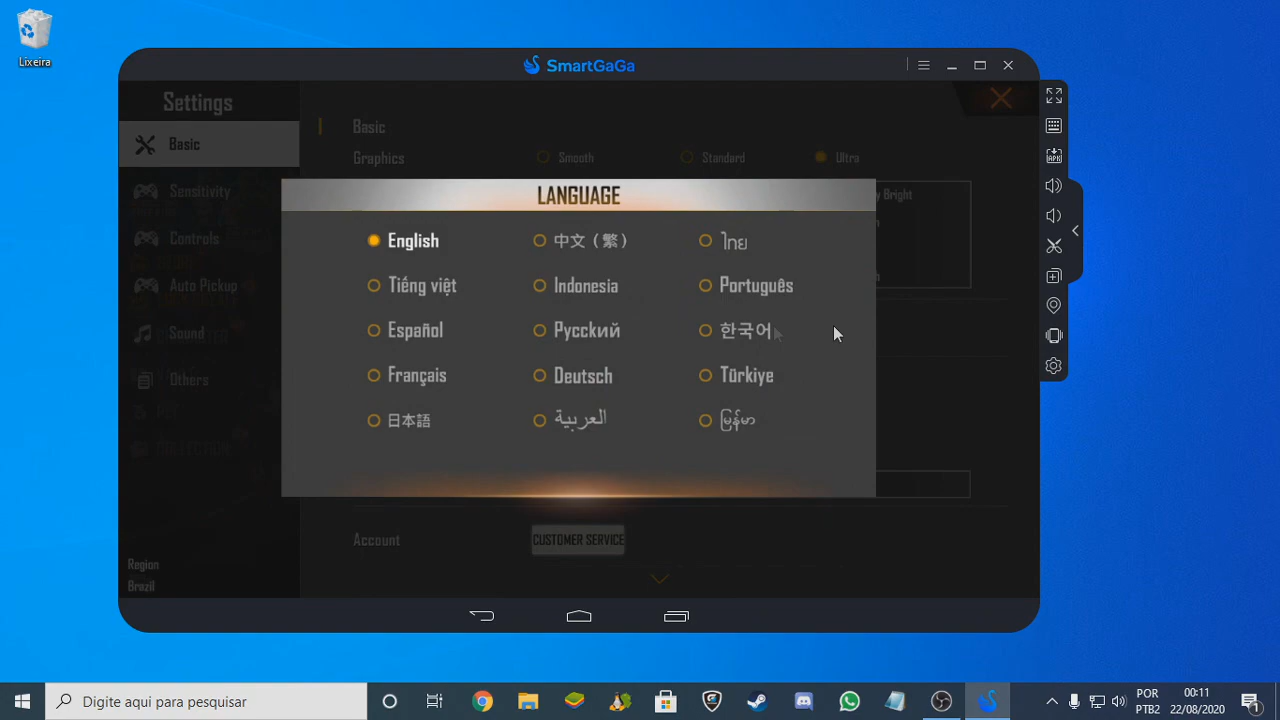 Lixeira
SmartGaGa
Settings
Basic
Sensitivity
Controls
Auto Pickup
Sound
Others
Region
Brazil
Basic
Graphics
Smooth
Standard
Ultra
Bright
LANGUAGE
English
中文（繁）
ไทย
Tiếng việt
Indonesia
Português
Español
Русский
한국어
Français
Deutsch
Türkiye
日本語
العربية
မြန်မာ
Account
CUSTOMER SERVICE
Digite aqui para pesquisar
POR
PTB2
00:11
22/08/2020
1